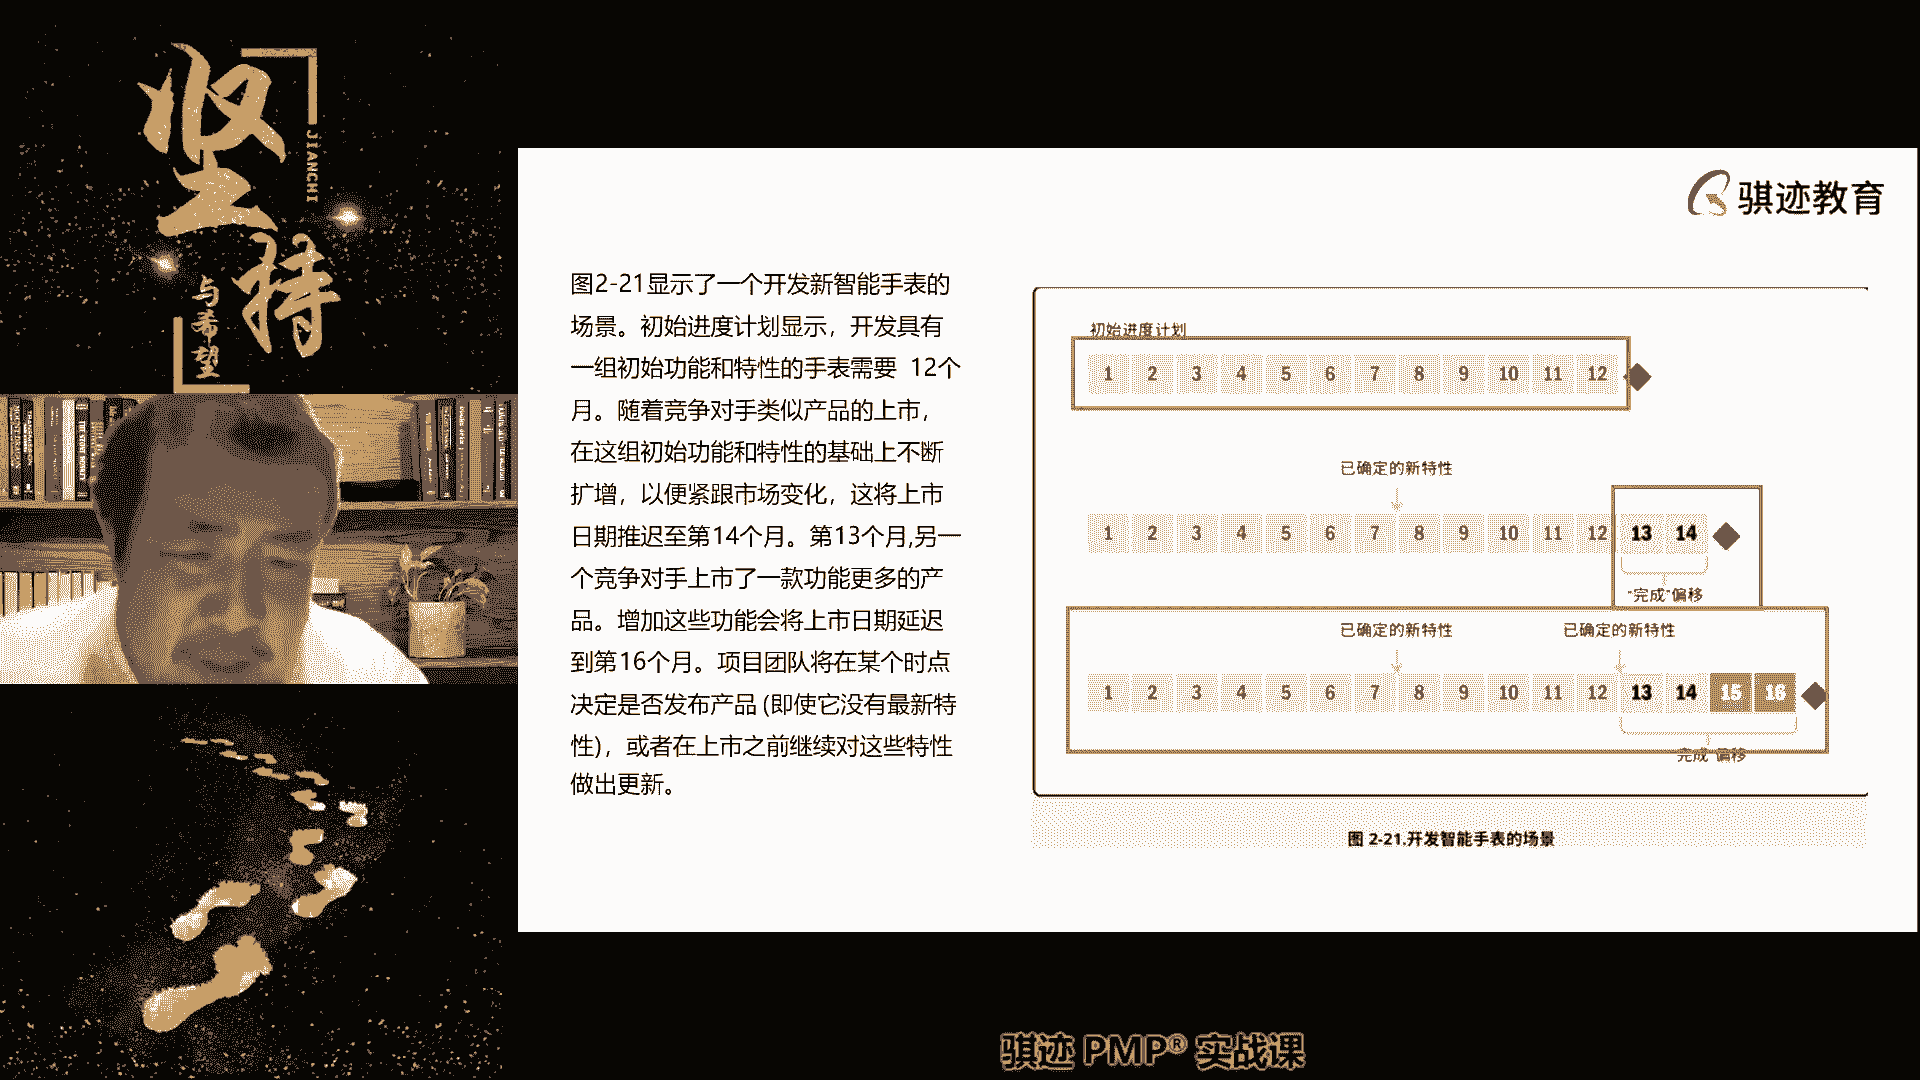 坚持
JIANCHI
与希望
骐迹教育
图2-21显示了一个开发新智能手表的
场景。初始进度计划显示，开发具有
一组初始功能和特性的手表需要 12个
月。随着竞争对手类似产品的上市，
在这组初始功能和特性的基础上不断
扩增，以便紧跟市场变化，这将上市
日期推迟至第14个月。第13个月,另一
个竞争对手上市了一款功能更多的产
品。增加这些功能会将上市日期延迟
到第16个月。项目团队将在某个时点
决定是否发布产品 (即使它没有最新特
性)，或者在上市之前继续对这些特性
做出更新。
初始进度计划
1 2 3 4 5 6 7 8 9 10 11 12
已确定的新特性
1 2 3 4 5 6 7 8 9 10 11 12 13 14
“完成”偏移
已确定的新特性 已确定的新特性
1 2 3 4 5 6 7 8 9 10 11 12 13 14 15 16
完成 偏移
图 2-21.开发智能手表的场景
骐迹 PMP® 实战课